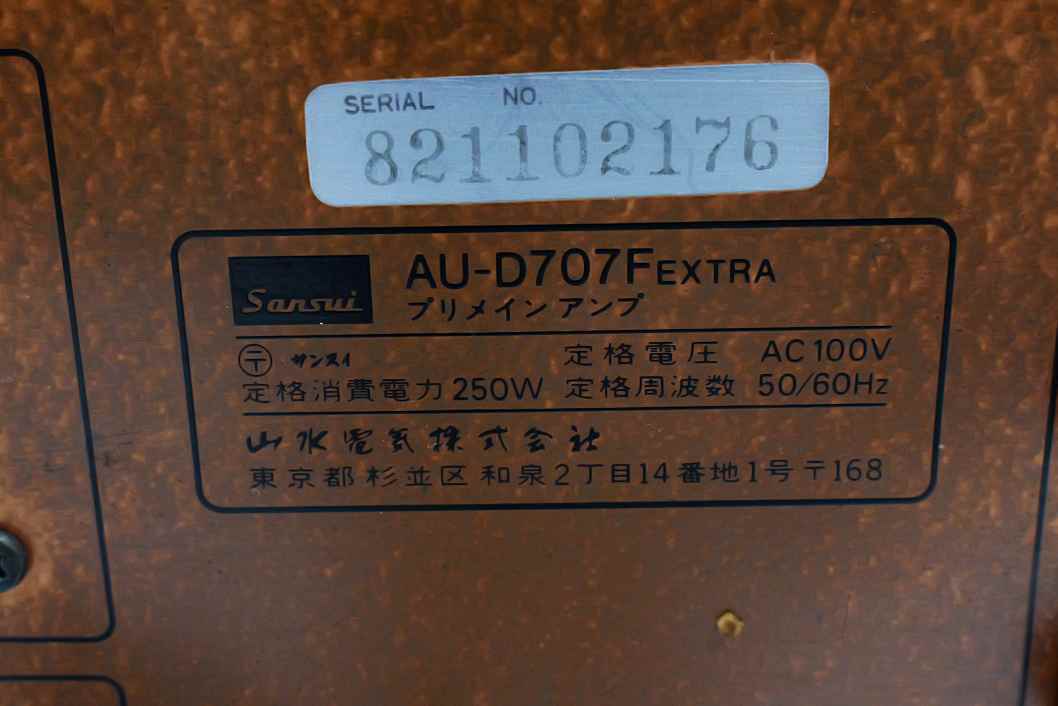 SERIAL NO.
821102176
Sansui AU-D707F EXTRA
プリメインアンプ
〒 サンスイ 定格電圧 AC 100V
定格消費電力 250W 定格周波数 50/60Hz
山水電気株式会社
東京都杉並区和泉2丁目14番地1号 〒168